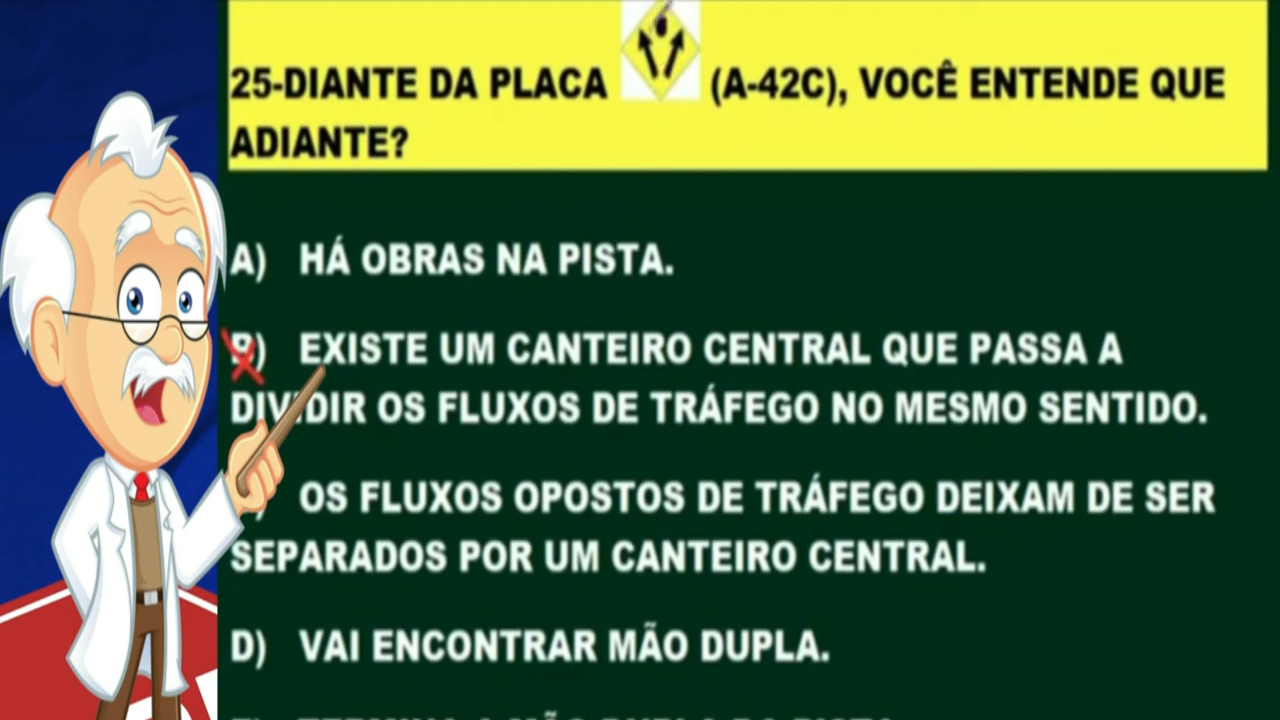 25-DIANTE DA PLACA (A-42C), VOCÊ ENTENDE QUE
ADIANTE?
A) HÁ OBRAS NA PISTA.
B) EXISTE UM CANTEIRO CENTRAL QUE PASSA A
DIVIDIR OS FLUXOS DE TRÁFEGO NO MESMO SENTIDO.
OS FLUXOS OPOSTOS DE TRÁFEGO DEIXAM DE SER
SEPARADOS POR UM CANTEIRO CENTRAL.
D) VAI ENCONTRAR MÃO DUPLA.